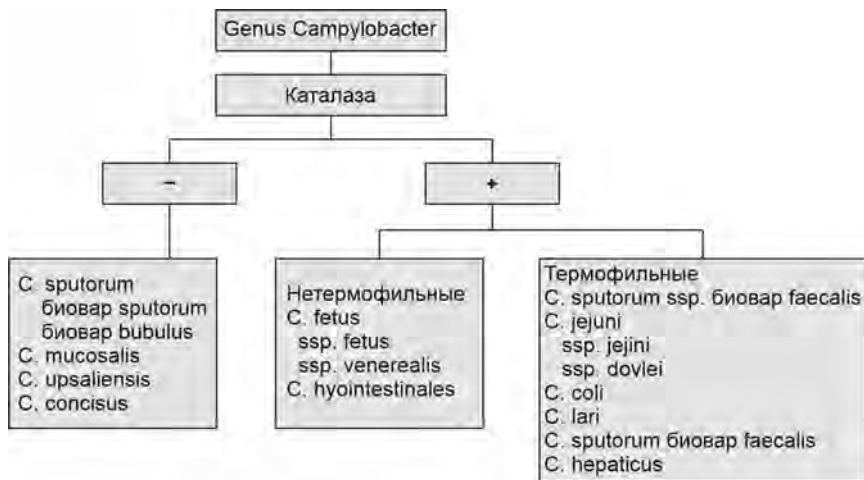 Genus Campylobacter
Каталаза
–
+
C. sputorum
биовар sputorum
биовар bubulus
C. mucosalis
C. upsaliensis
C. concisus
Нетермофильные
C. fetus
ssp. fetus
ssp. venerealis
C. hyointestinales
Термофильные
C. sputorum ssp. биовар faecalis
C. jejuni
ssp. jejini
ssp. dovlei
C. coli
C. lari
C. sputorum биовар faecalis
C. hepaticus